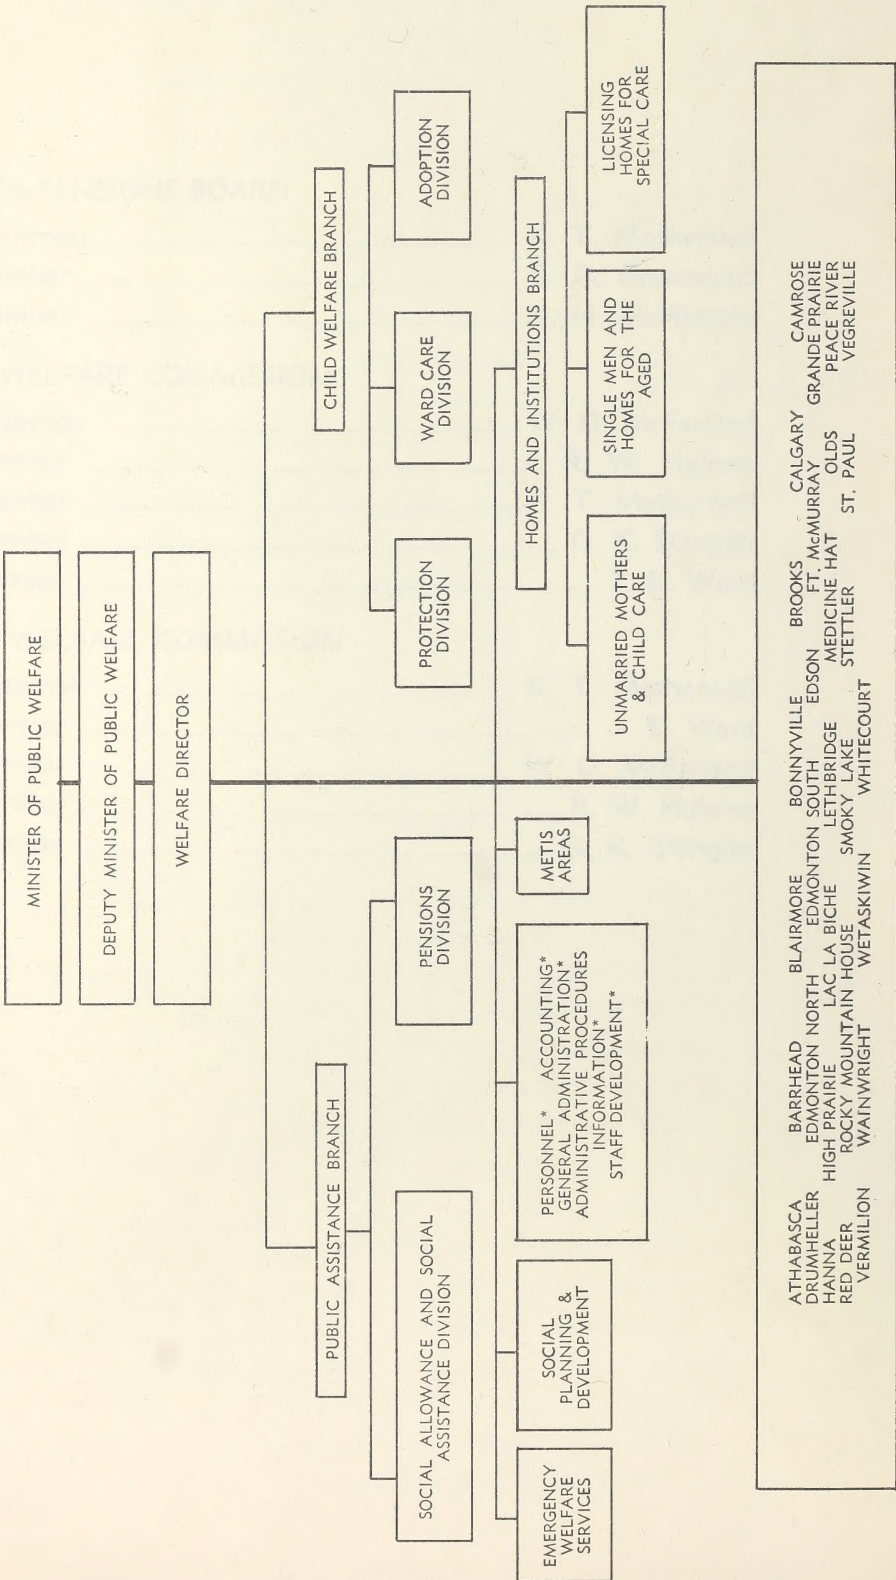 MINISTER OF PUBLIC WELFARE
DEPUTY MINISTER OF PUBLIC WELFARE
WELFARE DIRECTOR
PUBLIC ASSISTANCE BRANCH
CHILD WELFARE BRANCH
SOCIAL ALLOWANCE AND SOCIAL
ASSISTANCE DIVISION
PENSIONS
DIVISION
PROTECTION
DIVISION
WARD CARE
DIVISION
ADOPTION
DIVISION
EMERGENCY
WELFARE
SERVICES
SOCIAL
PLANNING &
DEVELOPMENT
PERSONNEL* ACCOUNTING*
GENERAL ADMINISTRATION*
ADMINISTRATIVE PROCEDURES
INFORMATION*
STAFF DEVELOPMENT*
METIS
AREAS
HOMES AND INSTITUTIONS BRANCH
UNMARRIED MOTHERS
& CHILD CARE
SINGLE MEN AND
HOMES FOR THE
AGED
LICENSING
HOMES FOR
SPECIAL CARE
ATHABASCA BARRHEAD BLAIRMORE BONNYVILLE BROOKS CALGARY CAMROSE
DRUMHELLER EDMONTON NORTH EDMONTON SOUTH EDSON FT. McMURRAY GRANDE PRAIRIE
HANNA HIGH PRAIRIE LAC LA BICHE LETHBRIDGE MEDICINE HAT OLDS PEACE RIVER
RED DEER ROCKY MOUNTAIN HOUSE SMOKY LAKE STETTLER ST. PAUL VEGREVILLE
VERMILION WAINWRIGHT WETASKIWIN WHITECOURT